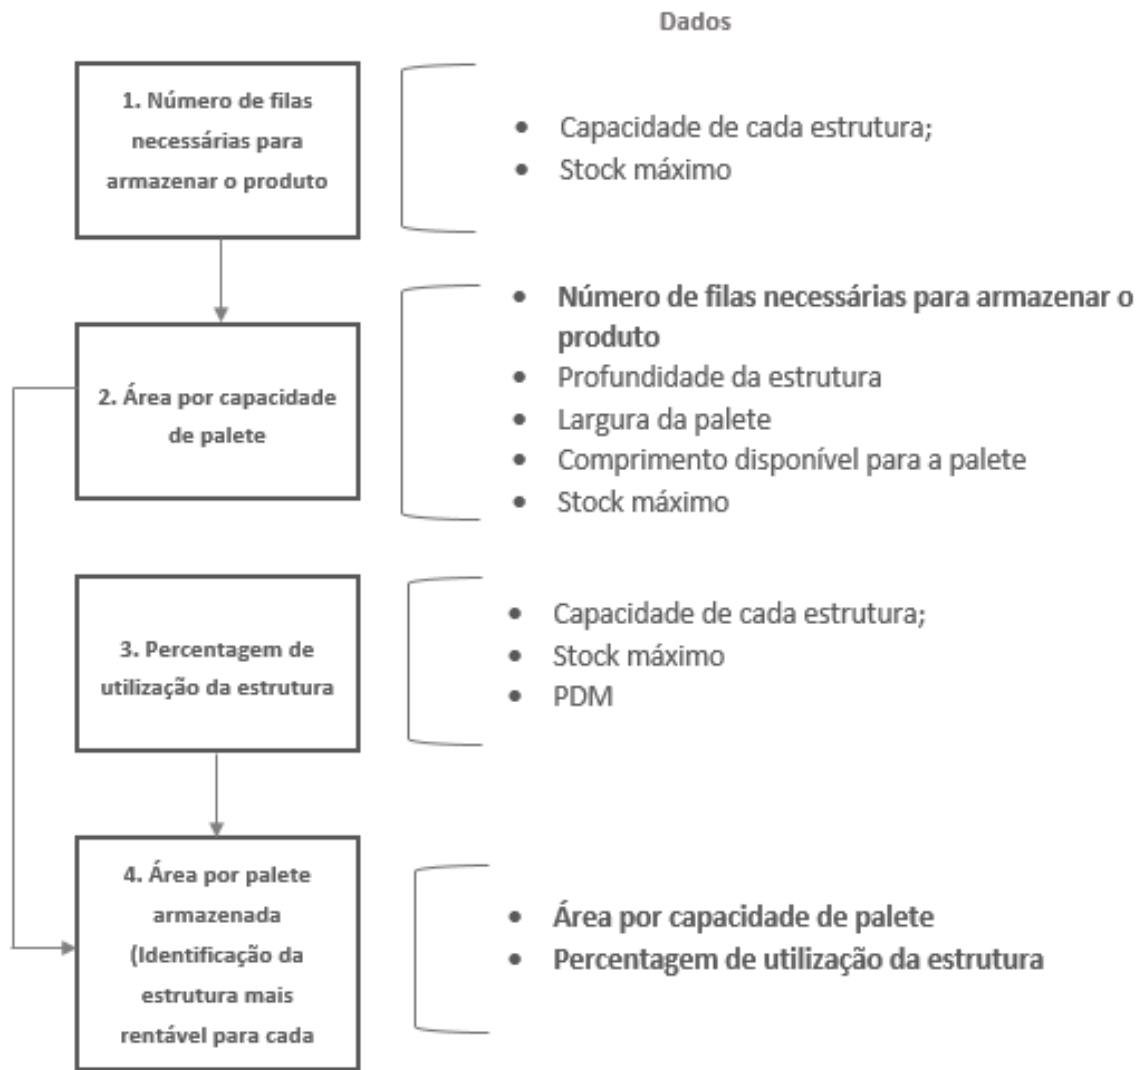 Dados
1. Número de filas
necessárias para
armazenar o produto
• Capacidade de cada estrutura;
• Stock máximo
2. Área por capacidade
de palete
• Número de filas necessárias para armazenar o
produto
• Profundidade da estrutura
• Largura da palete
• Comprimento disponível para a palete
• Stock máximo
3. Percentagem de
utilização da estrutura
• Capacidade de cada estrutura;
• Stock máximo
• PDM
4. Área por palete
armazenada
(Identificação da
estrutura mais
rentável para cada
• Área por capacidade de palete
• Percentagem de utilização da estrutura